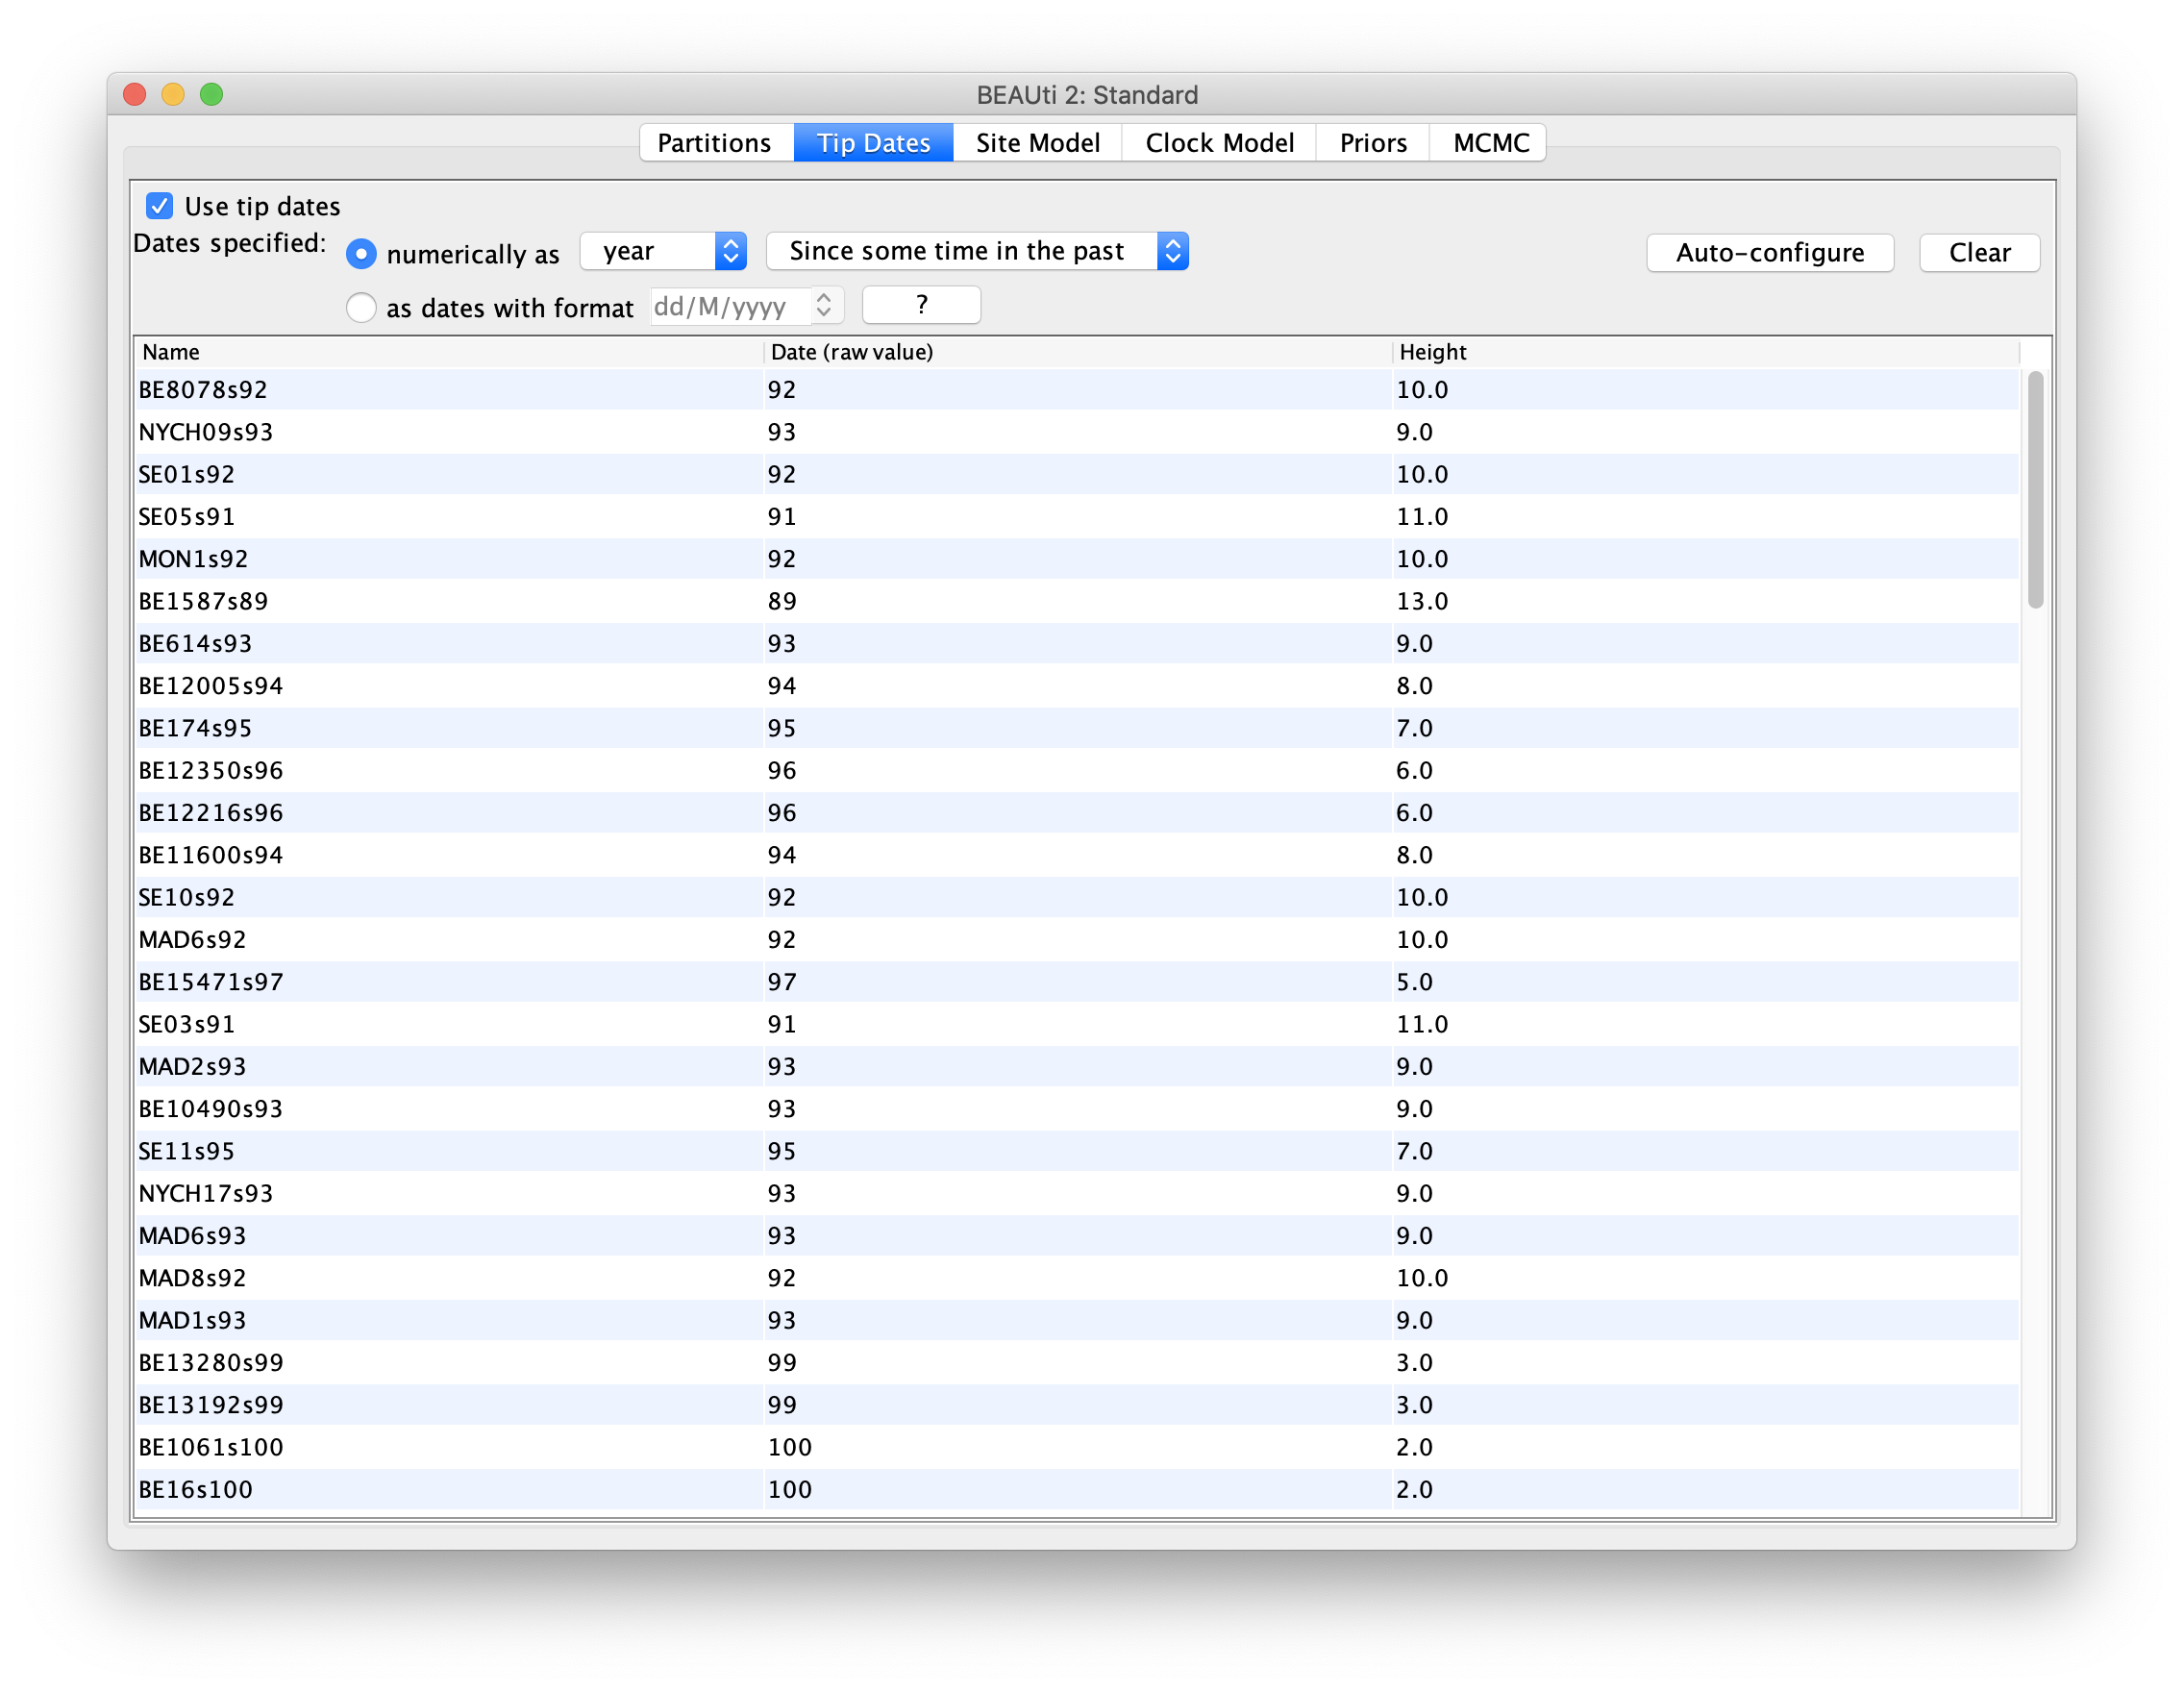 BEAUti 2: Standard
Partitions Tip Dates Site Model Clock Model Priors MCMC
Use tip dates
Dates specified: numerically as year Since some time in the past Auto-configure Clear
as dates with format dd/M/yyyy ?
Name Date (raw value) Height
BE8078s92 92 10.0
NYCH09s93 93 9.0
SE01s92 92 10.0
SE05s91 91 11.0
MON1s92 92 10.0
BE1587s89 89 13.0
BE614s93 93 9.0
BE12005s94 94 8.0
BE174s95 95 7.0
BE12350s96 96 6.0
BE12216s96 96 6.0
BE11600s94 94 8.0
SE10s92 92 10.0
MAD6s92 92 10.0
BE15471s97 97 5.0
SE03s91 91 11.0
MAD2s93 93 9.0
BE10490s93 93 9.0
SE11s95 95 7.0
NYCH17s93 93 9.0
MAD6s93 93 9.0
MAD8s92 92 10.0
MAD1s93 93 9.0
BE13280s99 99 3.0
BE13192s99 99 3.0
BE1061s100 100 2.0
BE16s100 100 2.0